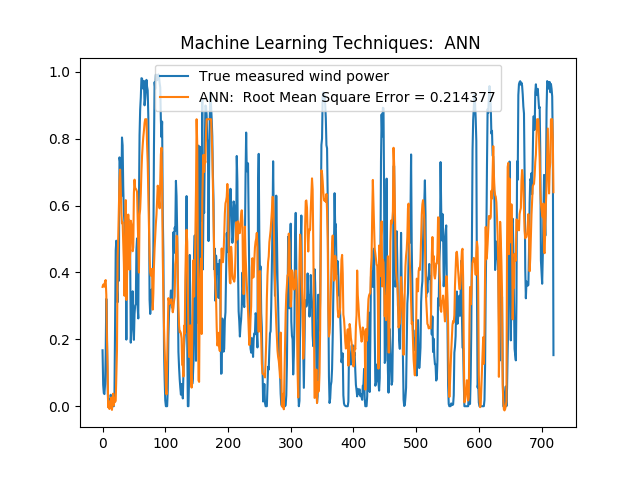 Machine Learning Techniques:  ANN
True measured wind power
ANN:  Root Mean Square Error = 0.214377
1.0
0.8
0.6
0.4
0.2
0.0
0 100 200 300 400 500 600 700